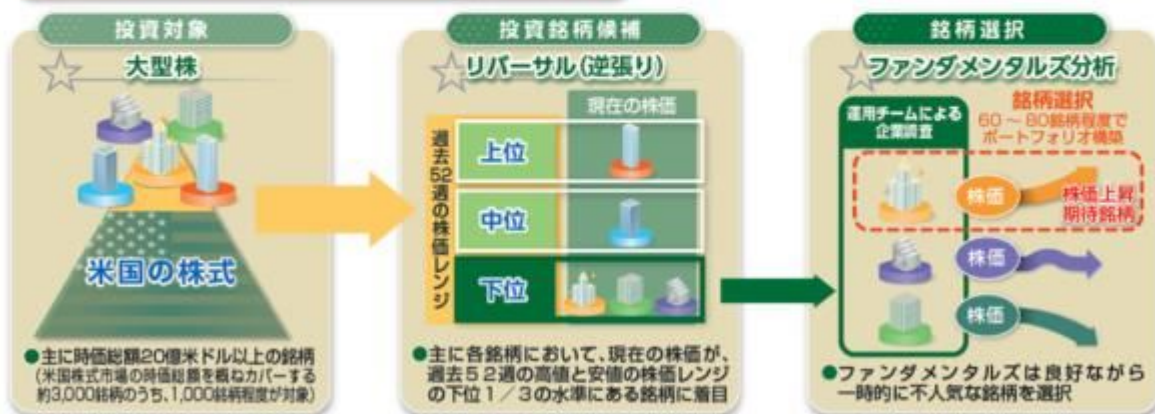 投資対象
大型株
米国の株式
●主に時価総額20億米ドル以上の銘柄
(米国株式市場の時価総額を概ねカバーする
約3,000銘柄のうち、1,000銘柄程度が対象)
投資銘柄候補
リバーサル(逆張り)
現在の株価
過去52週の株価レンジ
上位
中位
下位
●主に各銘柄において、現在の株価が、
過去52週の高値と安値の株価レンジ
の下位1/3の水準にある銘柄に着目
銘柄選択
ファンダメンタルズ分析
運用チームによる
企業調査
銘柄選択
60~80銘柄程度で
ポートフォリオ構築
株価
株価上昇
期待銘柄
株価
株価
●ファンダメンタルズは良好ながら
一時的に不人気な銘柄を選択